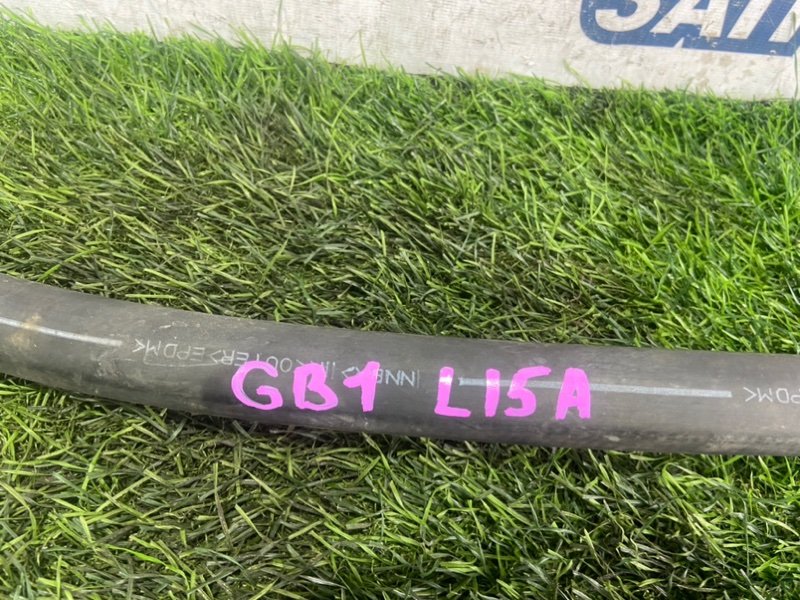 SAI
OUTER>EPDM<
INNER>
EPDM<
GB1 L15A